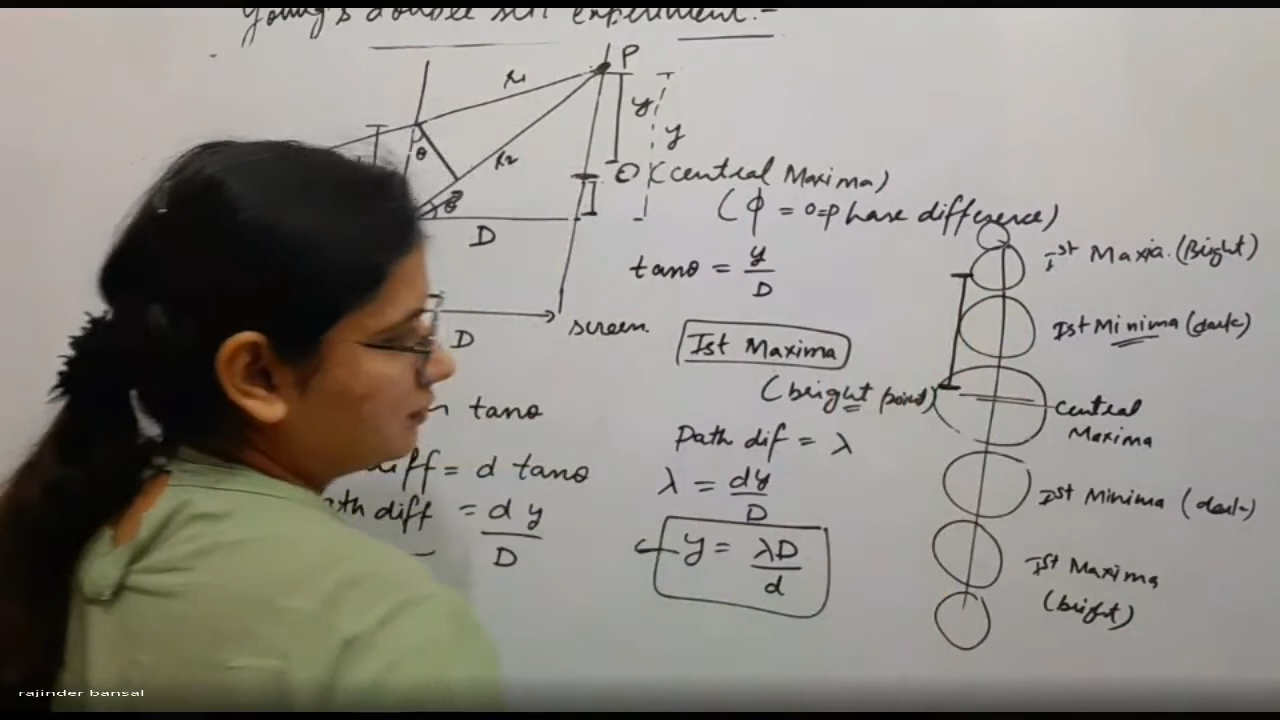 Young's double slit experiment:-
P
r1
y
y
θ
r2
θ
O (central Maxima)
(ϕ = 0 = phase difference)
D
tanθ = y/D
screen
D
Ist Maxima
(bright point)
tanθ
Path dif = λ
diff = d tanθ
λ = dy/D
path diff = d y/D
y = λD/d
Ist Maxia. (Bright)
Ist Minima (dark)
central
Maxima
Ist Minima (dark)
Ist Maxima
(bright)
rajinder bansal